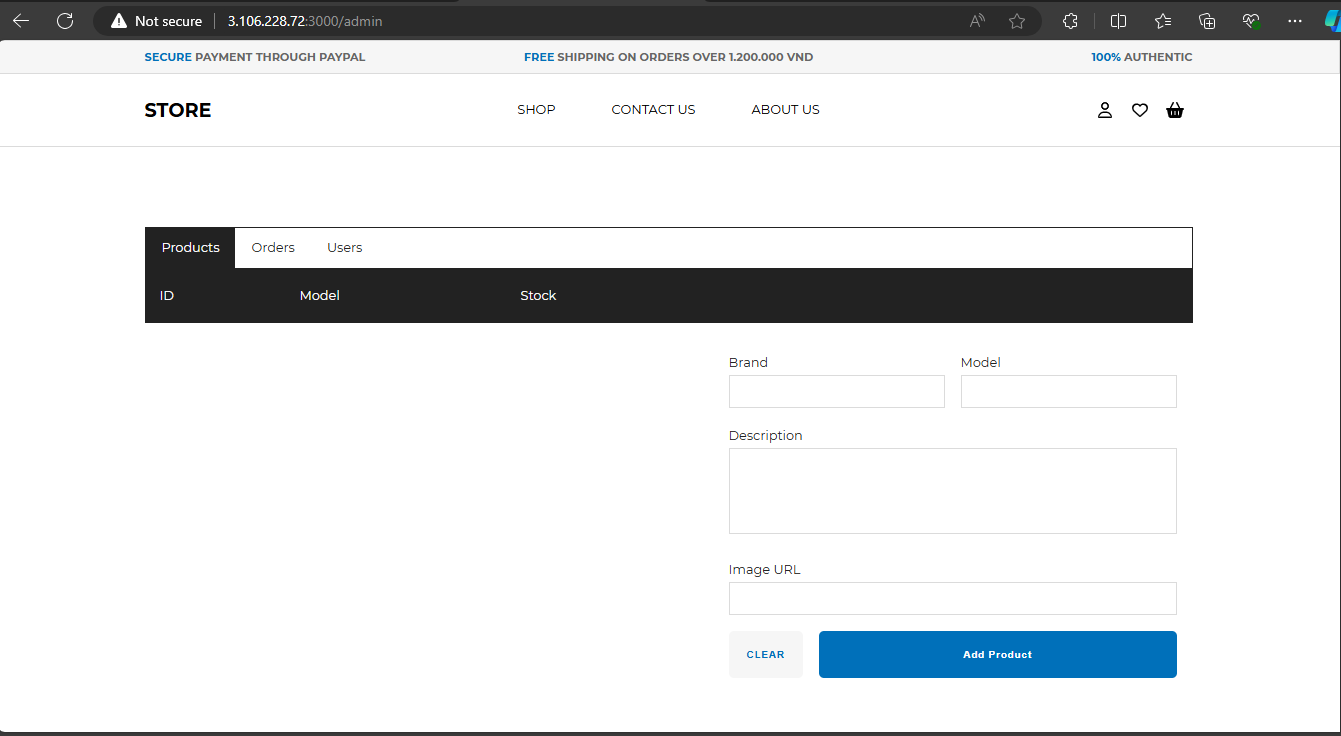 Not secure 3.106.228.72:3000/admin
SECURE PAYMENT THROUGH PAYPAL FREE SHIPPING ON ORDERS OVER 1.200.000 VND 100% AUTHENTIC
STORE SHOP CONTACT US ABOUT US
Products Orders Users
ID Model Stock
Brand Model
Description
Image URL
CLEAR Add Product